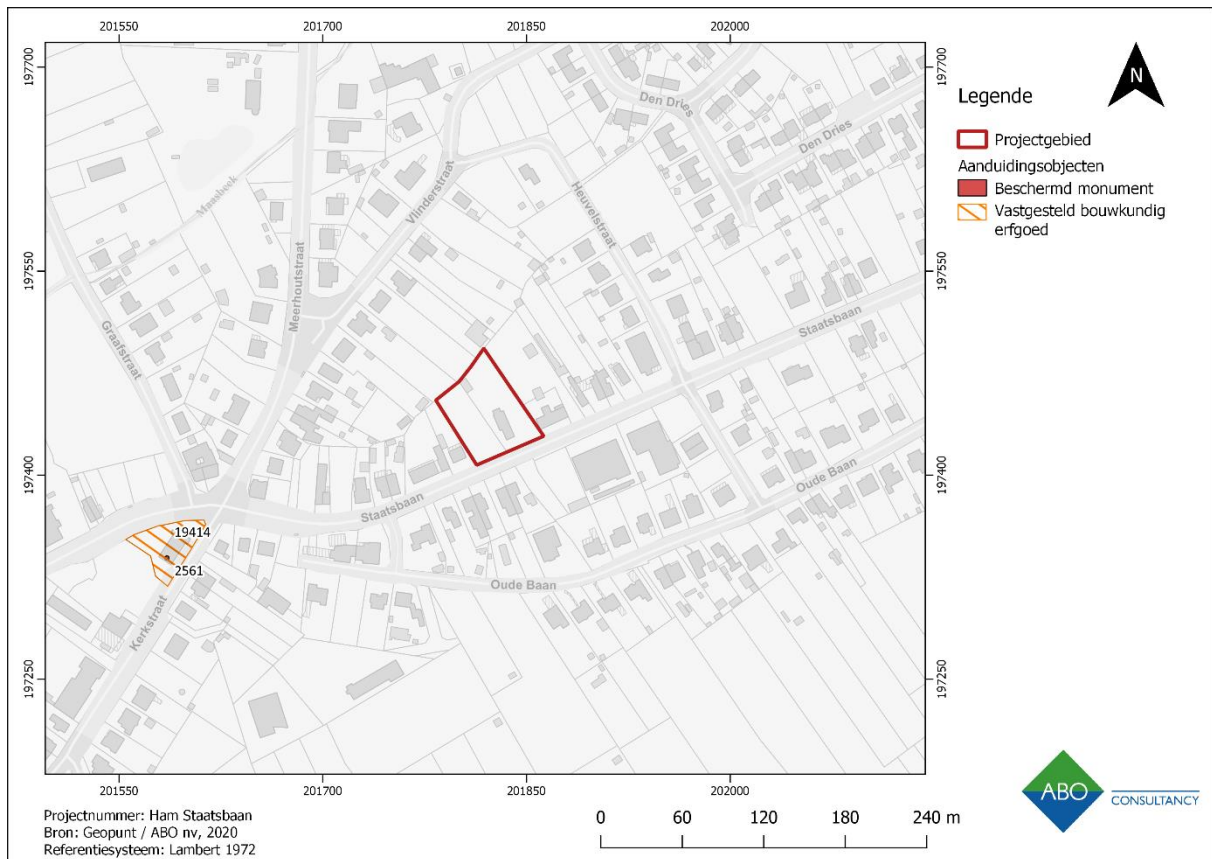 201550
201700
201850
202000
197700
197700
N
Legende
Projectgebied
Aanduidingsobjecten
Beschermd monument
Vastgesteld bouwkundig
erfgoed
Den Dries
Den Dries
Maasbeek
Vlinderstraat
Heuvelstraat
Meerhoutstraat
197550
197550
Graafstraat
Staatsbaan
197400
197400
Oude Baan
Staatsbaan
19414
2561
Oude Baan
Kerkstraat
197250
197250
201550
201700
201850
202000
Projectnummer: Ham Staatsbaan
Bron: Geopunt / ABO nv, 2020
Referentiesysteem: Lambert 1972
0 60 120 180 240 m
ABO
CONSULTANCY